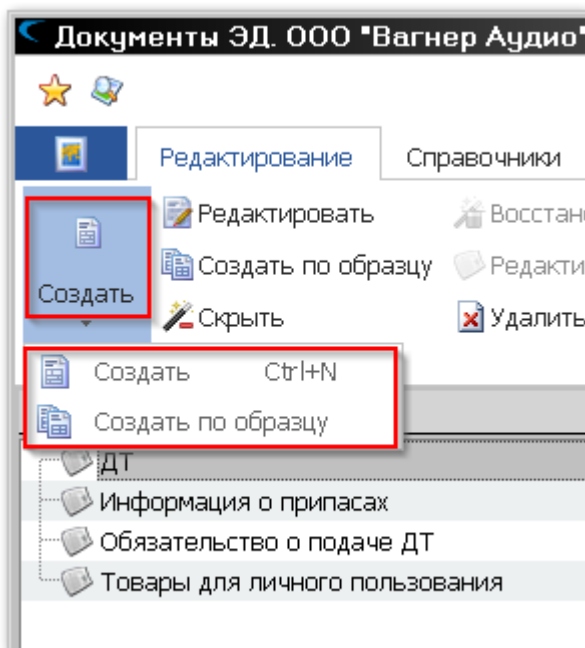 Документы ЭД. ООО "Вагнер Аудио"
Редактирование Справочники
Редактировать Восстан
Создать по образцу Редакти
Создать
Скрыть Удалить
Создать Ctrl+N
Создать по образцу
ДТ
Информация о припасах
Обязательство о подаче ДТ
Товары для личного пользования